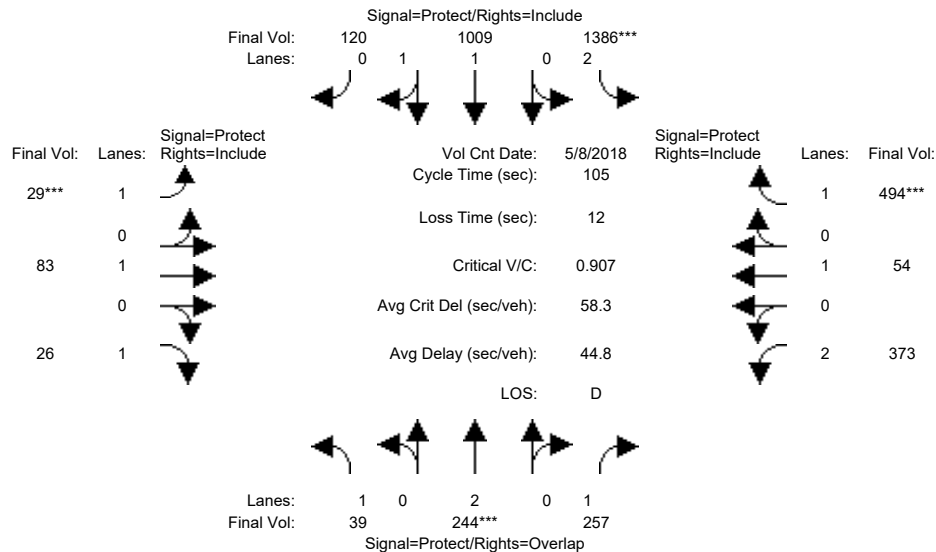 Signal=Protect/Rights=Include
Final Vol: 120 1009 1386***
Lanes: 0 1 1 0 2
Signal=Protect
Final Vol: Lanes: Rights=Include
Vol Cnt Date: 5/8/2018
Signal=Protect
Rights=Include Lanes: Final Vol:
Cycle Time (sec): 105
29*** 1
1 494***
Loss Time (sec): 12
0
0
83 1
Critical V/C: 0.907
1 54
0
Avg Crit Del (sec/veh): 58.3
0
26 1
Avg Delay (sec/veh): 44.8
2 373
LOS: D
Lanes: 1 0 2 0 1
Final Vol: 39 244*** 257
Signal=Protect/Rights=Overlap